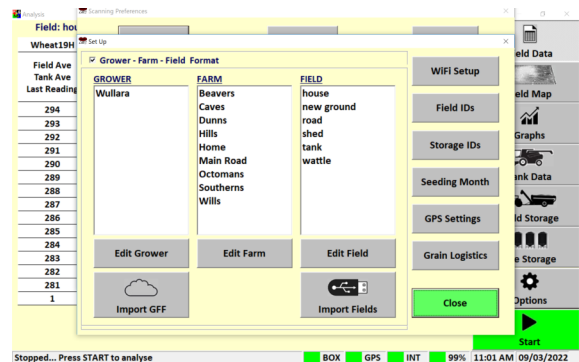 Analysis
Scanning Preferences
Field: hou
Wheat19H
Field Ave
Tank Ave
Last Reading
294
293
292
291
290
289
288
287
286
285
284
283
282
281
1
Set Up
Grower - Farm - Field Format
GROWER
Wullara
FARM
Beavers
Caves
Dunns
Hills
Home
Main Road
Octomans
Southerns
Wills
FIELD
house
new ground
road
shed
tank
wattle
Edit Grower
Edit Farm
Edit Field
Import GFF
Import Fields
WiFi Setup
Field IDs
Storage IDs
Seeding Month
GPS Settings
Grain Logistics
Close
eld Data
eld Map
Graphs
ank Data
ld Storage
e Storage
Options
Start
Stopped... Press START to analyse
BOX GPS INT 99% 11:01 AM 09/03/2022